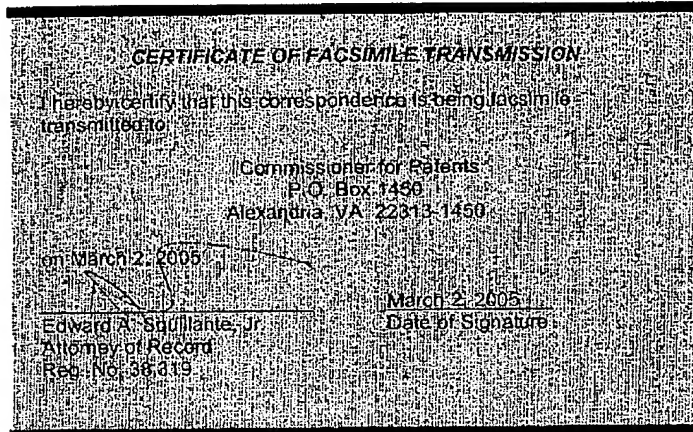 CERTIFICATE OF FACSIMILE TRANSMISSION
I hereby certify that this correspondence is being facsimile
transmitted to
Commissioner for Patents
P.O. Box 1450
Alexandria, VA 22313-1450
on March 2, 2005
March 2, 2005
Edward A. Squillante, Jr.
Date of Signature
Attorney of Record
Reg. No. 38,319